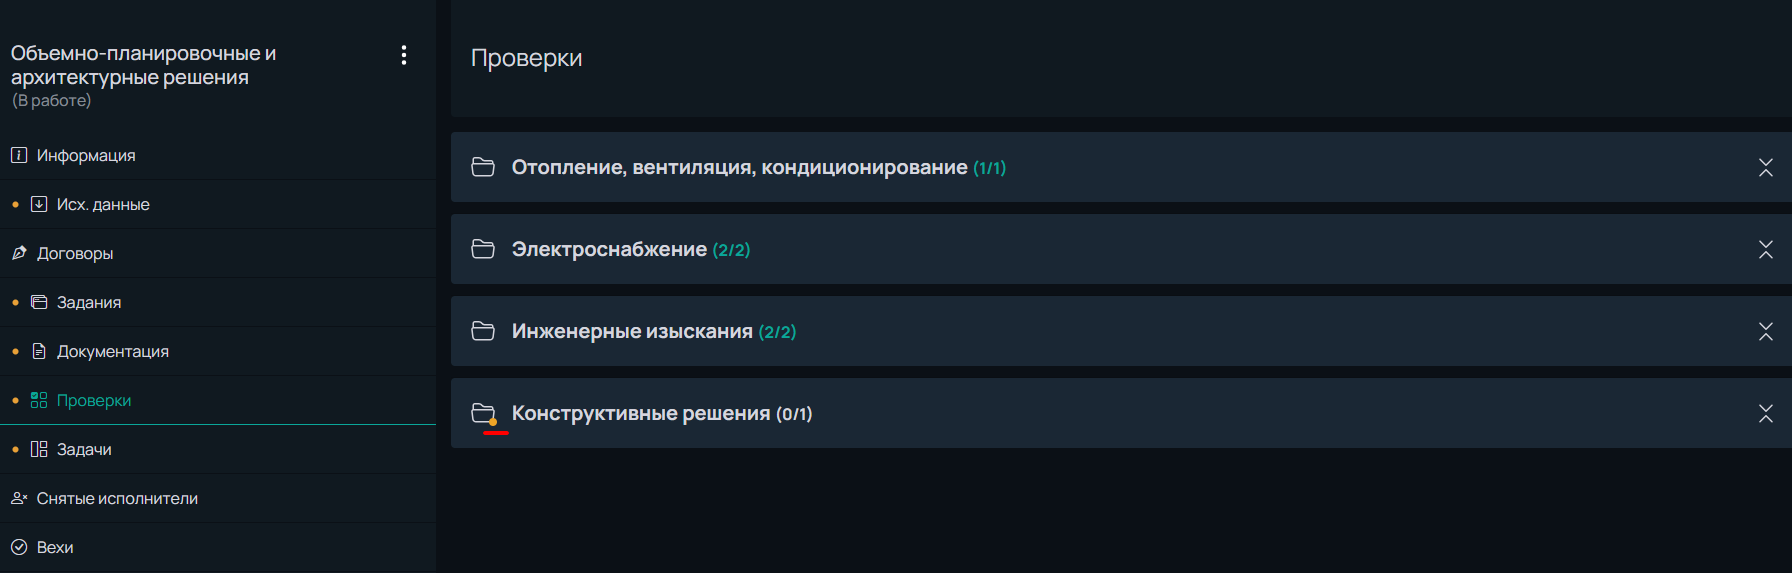 Объемно-планировочные и
архитектурные решения
(В работе)
Информация
Исх. данные
Договоры
Задания
Документация
Проверки
Задачи
Снятые исполнители
Вехи
Проверки
Отопление, вентиляция, кондиционирование (1/1)
Электроснабжение (2/2)
Инженерные изыскания (2/2)
Конструктивные решения (0/1)